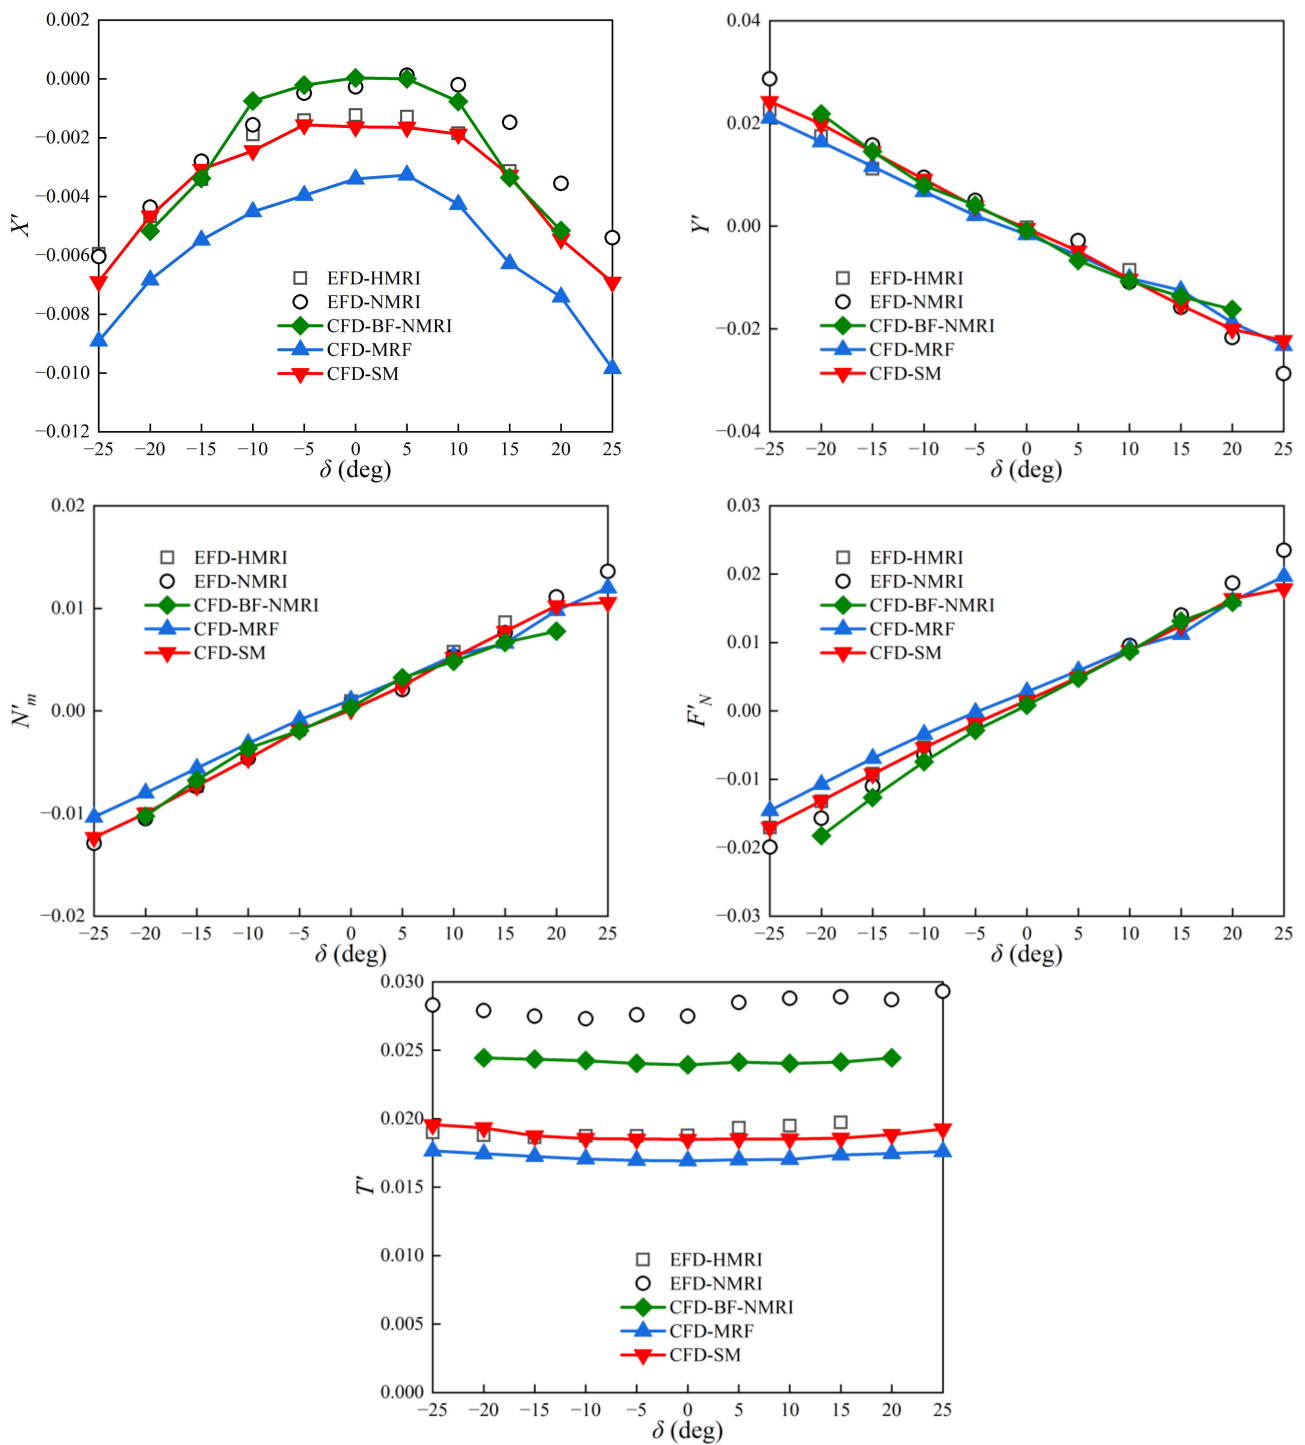 0.002
0.000
−0.002
−0.004
−0.006
−0.008
−0.010
−0.012
X'
EFD-HMRI
EFD-NMRI
CFD-BF-NMRI
CFD-MRF
CFD-SM
−25 −20 −15 −10 −5 0 5 10 15 20 25
δ (deg)
0.04
0.02
0.00
−0.02
−0.04
Y'
EFD-HMRI
EFD-NMRI
CFD-BF-NMRI
CFD-MRF
CFD-SM
−25 −20 −15 −10 −5 0 5 10 15 20 25
δ (deg)
0.02
0.01
0.00
−0.01
−0.02
N'm
EFD-HMRI
EFD-NMRI
CFD-BF-NMRI
CFD-MRF
CFD-SM
−25 −20 −15 −10 −5 0 5 10 15 20 25
δ (deg)
0.03
0.02
0.01
0.00
−0.01
−0.02
−0.03
F'N
EFD-HMRI
EFD-NMRI
CFD-BF-NMRI
CFD-MRF
CFD-SM
−25 −20 −15 −10 −5 0 5 10 15 20 25
δ (deg)
0.030
0.025
0.020
0.015
0.010
0.005
0.000
T'
EFD-HMRI
EFD-NMRI
CFD-BF-NMRI
CFD-MRF
CFD-SM
−25 −20 −15 −10 −5 0 5 10 15 20 25
δ (deg)